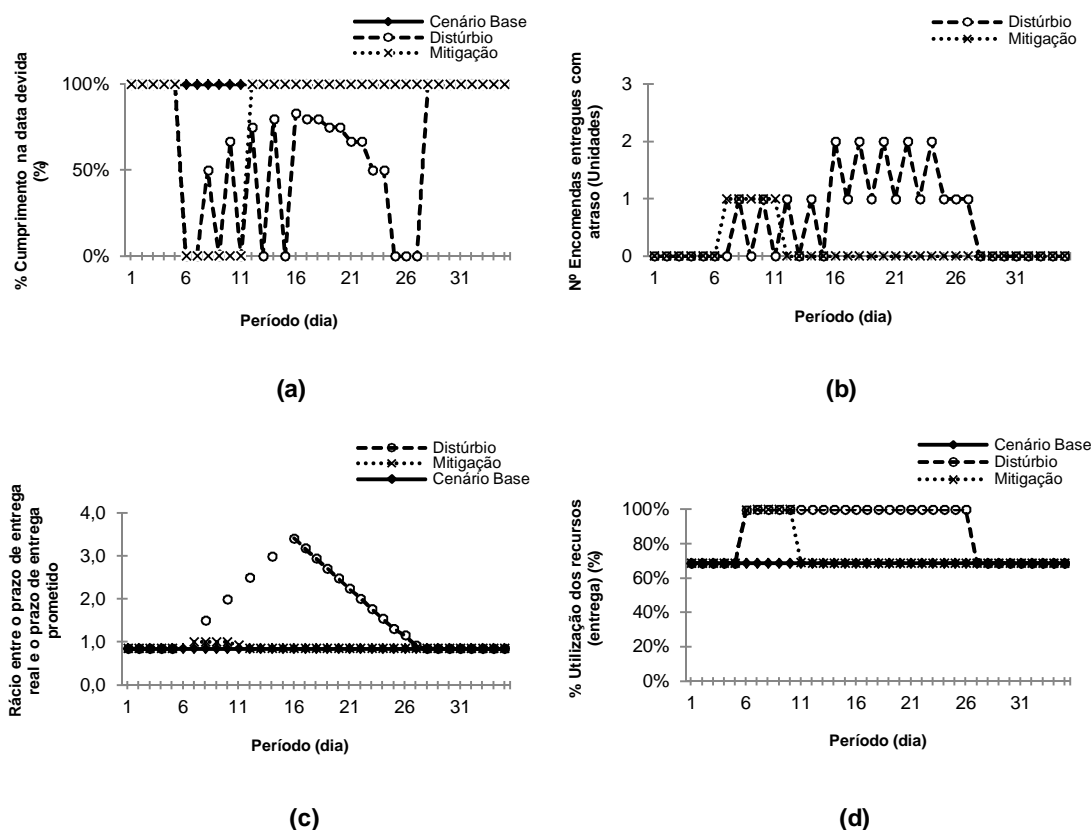 Cenário Base
Distúrbio
Mitigação
100%
50%
0%
1 6 11 16 21 26 31
% Cumprimento na data devida
(%)
Período (dia)
(a)
Distúrbio
Mitigação
3
2
1
0
1 6 11 16 21 26 31
Nº Encomendas entregues com
atraso (Unidades)
Período (dia)
(b)
Distúrbio
Mitigação
Cenário Base
4,0
3,0
2,0
1,0
0,0
1 6 11 16 21 26 31
Rácio entre o prazo de entrega
real e o prazo de entrega
prometido
Período (dia)
(c)
Cenário Base
Distúrbio
Mitigação
100%
80%
60%
40%
20%
0%
1 6 11 16 21 26 31
% Utilização dos recursos
(entrega) (%)
Período (dia)
(d)